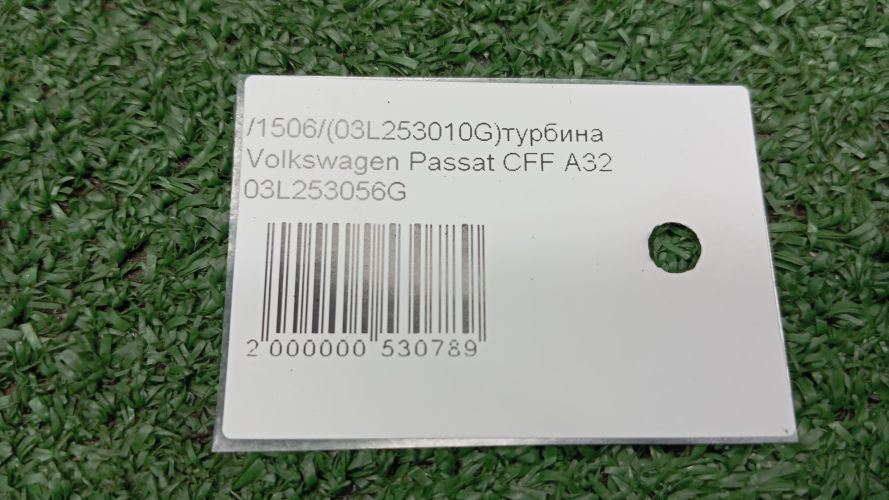 /1506/(03L253010G)турбина
Volkswagen Passat CFF A32
03L253056G
2 000000 530789